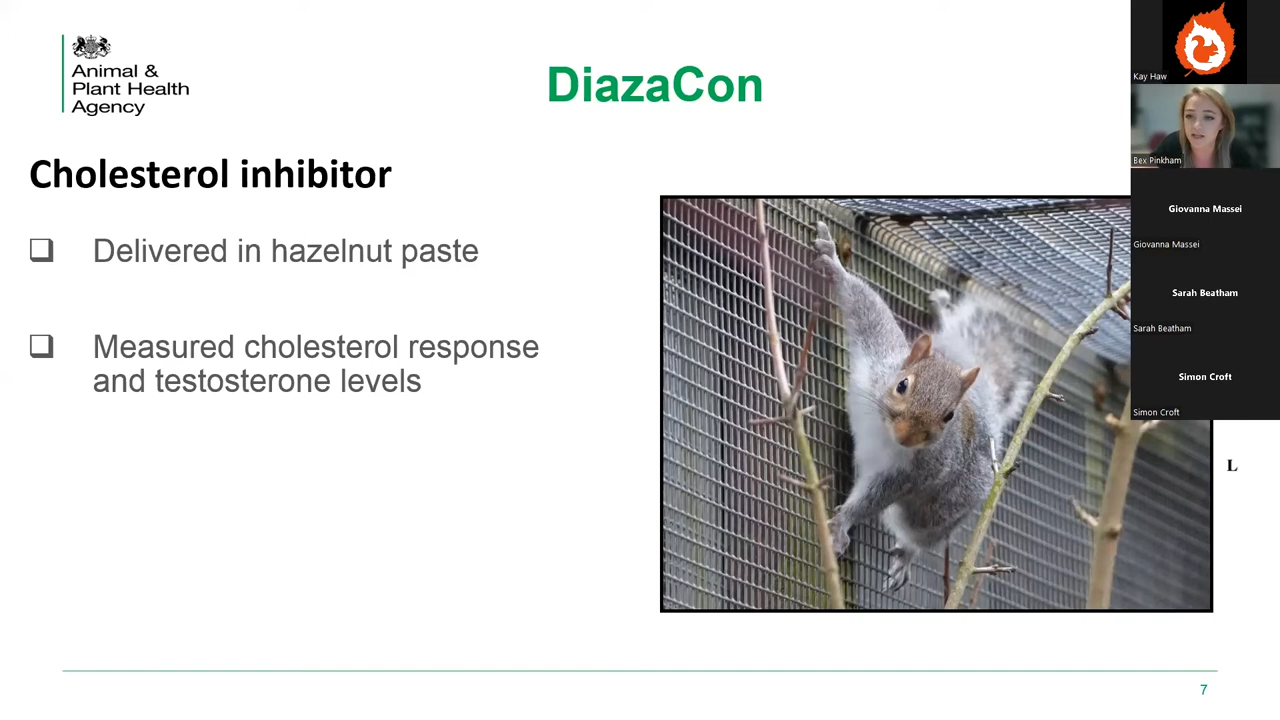 Animal &
Plant Health
Agency
DiazaCon
Cholesterol inhibitor
Delivered in hazelnut paste
Measured cholesterol response
and testosterone levels
Kay Haw
Bex Pinkham
Giovanna Massei
Giovanna Massei
Sarah Beatham
Sarah Beatham
Simon Croft
Simon Croft
L
7